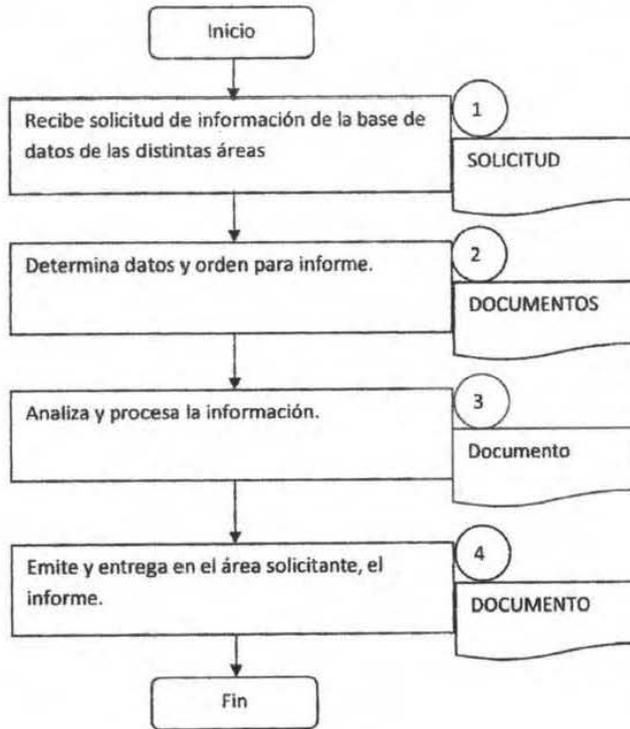 Inicio
Recibe solicitud de información de la base de
datos de las distintas áreas
1
SOLICITUD
Determina datos y orden para informe.
2
DOCUMENTOS
Analiza y procesa la información.
3
Documento
Emite y entrega en el área solicitante, el
informe.
4
DOCUMENTO
Fin